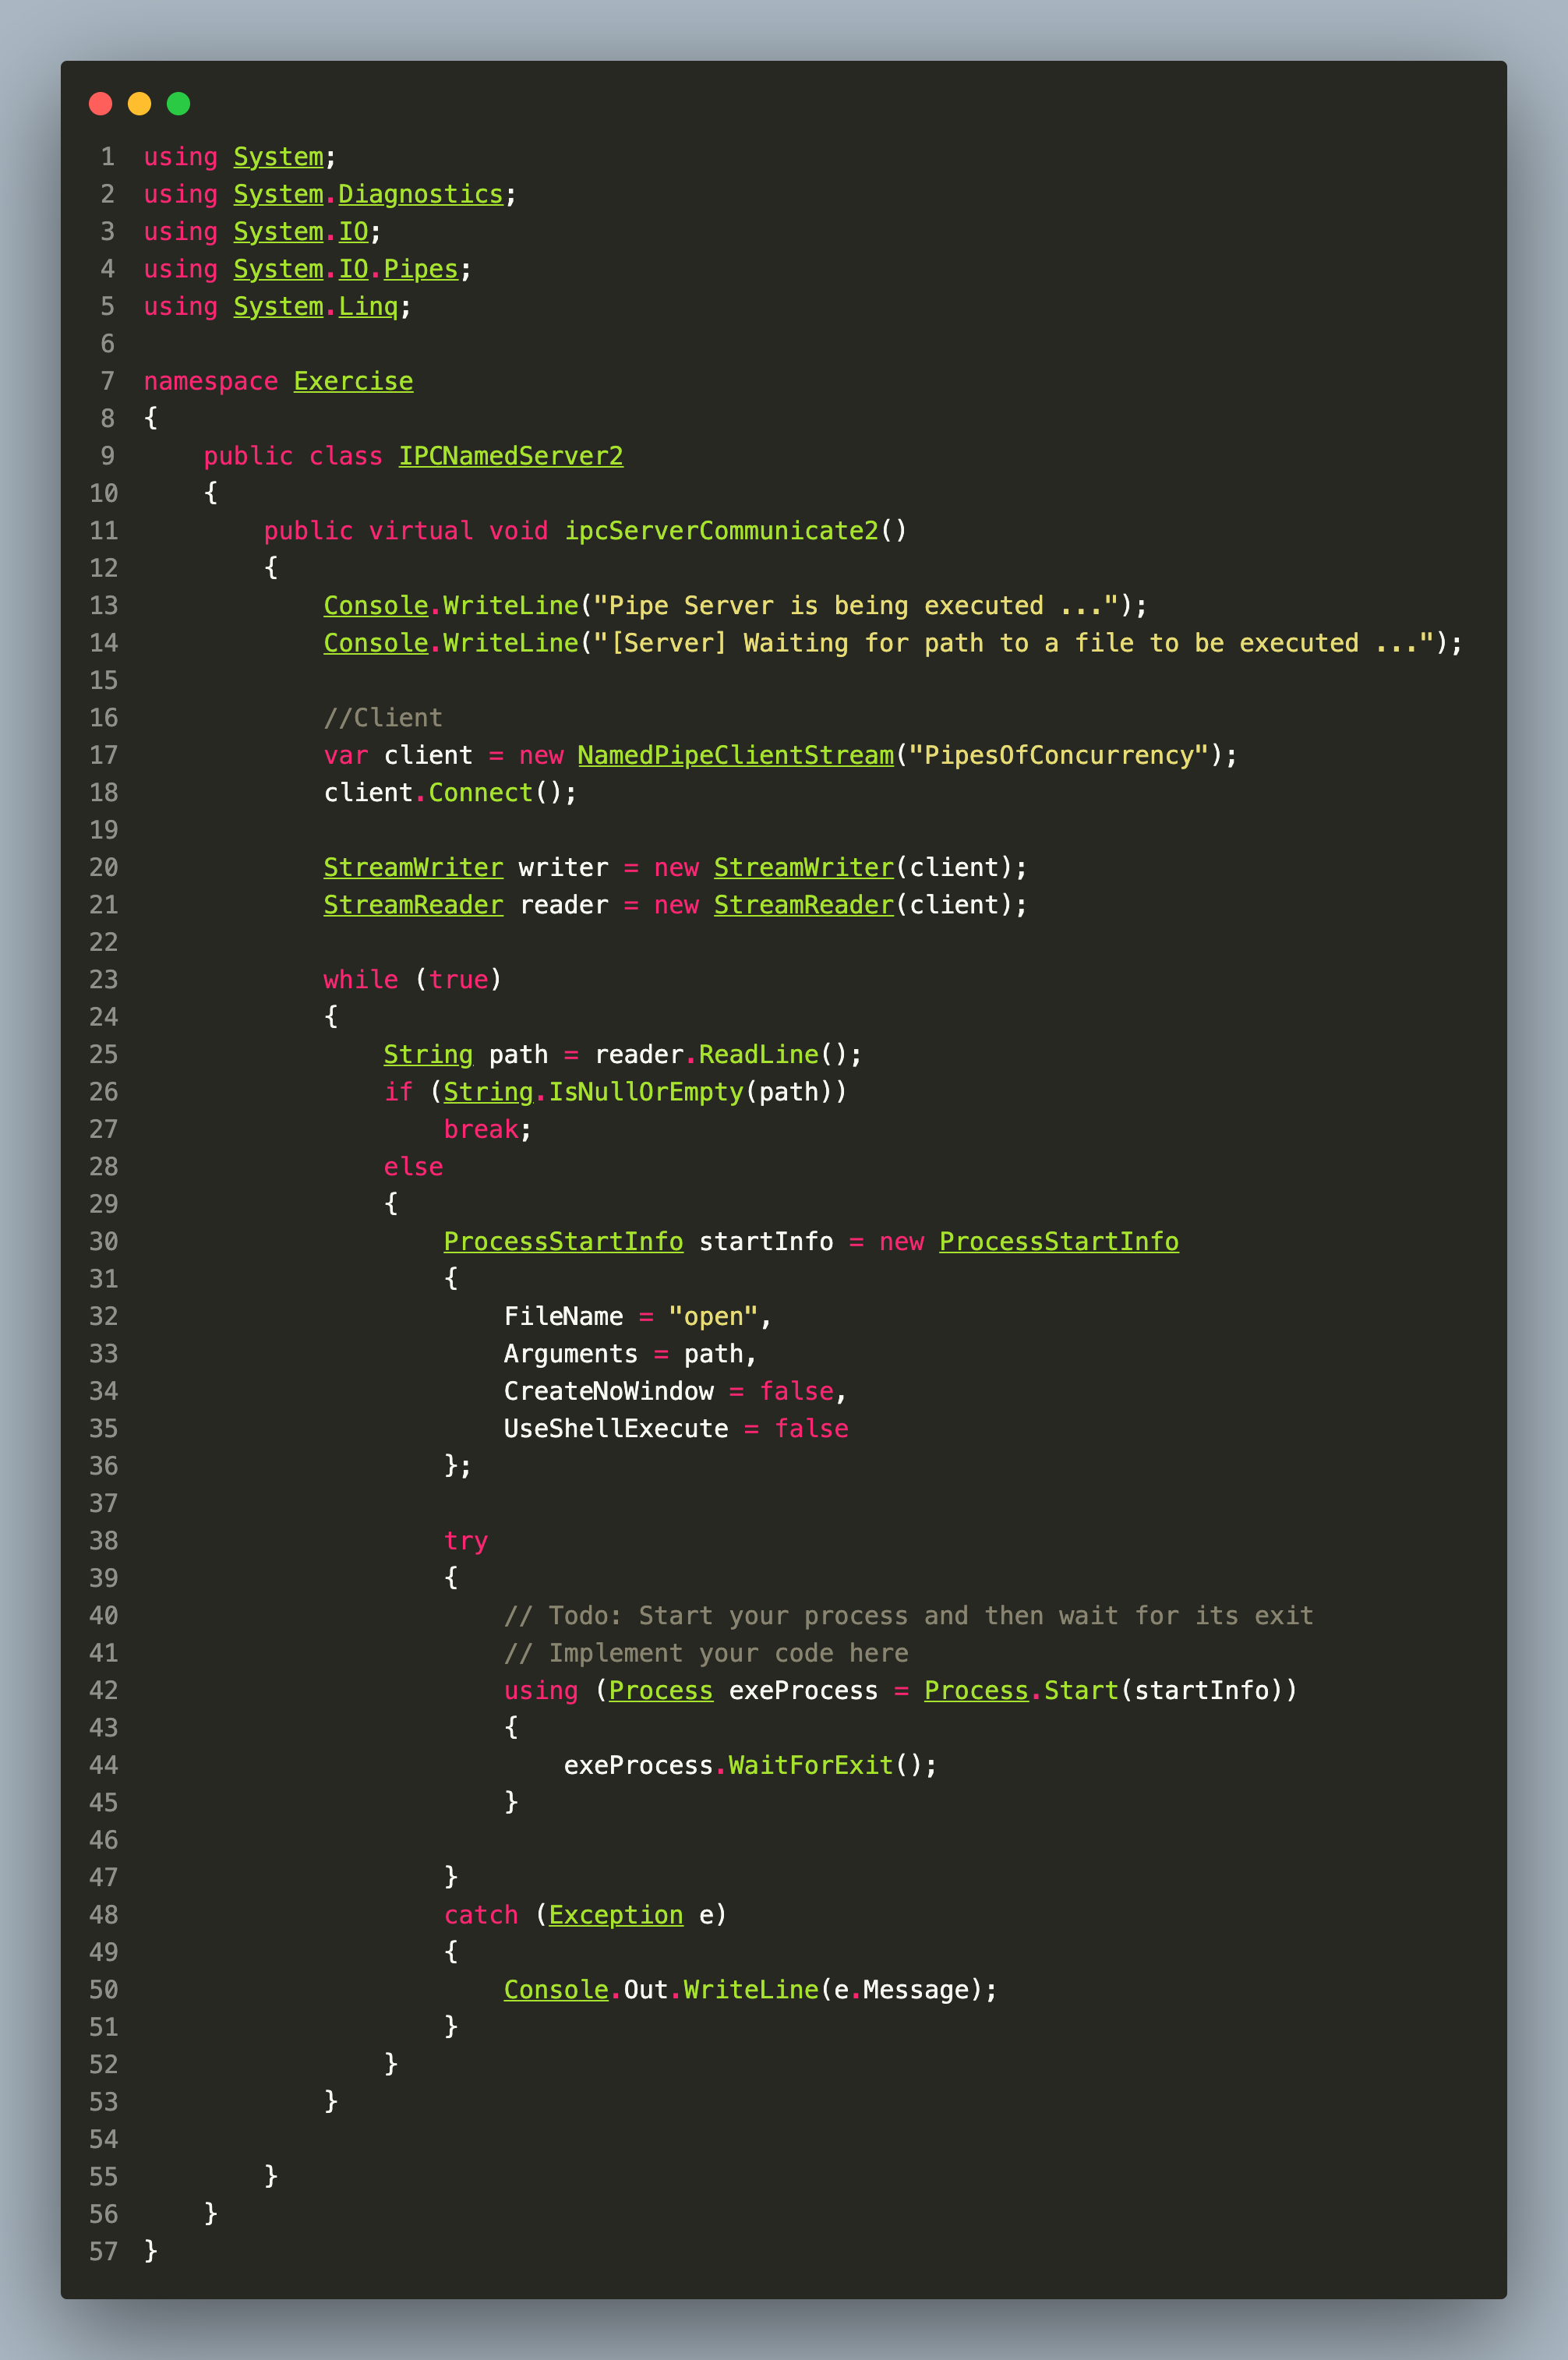 1 using System;
2 using System.Diagnostics;
3 using System.IO;
4 using System.IO.Pipes;
5 using System.Linq;
6
7 namespace Exercise
8 {
9     public class IPCNamedServer2
10     {
11         public virtual void ipcServerCommunicate2()
12         {
13             Console.WriteLine("Pipe Server is being executed ...");
14             Console.WriteLine("[Server] Waiting for path to a file to be executed ...");
15
16             //Client
17             var client = new NamedPipeClientStream("PipesOfConcurrency");
18             client.Connect();
19
20             StreamWriter writer = new StreamWriter(client);
21             StreamReader reader = new StreamReader(client);
22
23             while (true)
24             {
25                 String path = reader.ReadLine();
26                 if (String.IsNullOrEmpty(path))
27                     break;
28                 else
29                 {
30                     ProcessStartInfo startInfo = new ProcessStartInfo
31                     {
32                         FileName = "open",
33                         Arguments = path,
34                         CreateNoWindow = false,
35                         UseShellExecute = false
36                     };
37
38                     try
39                     {
40                         // Todo: Start your process and then wait for its exit
41                         // Implement your code here
42                         using (Process exeProcess = Process.Start(startInfo))
43                         {
44                             exeProcess.WaitForExit();
45                         }
46
47                     }
48                     catch (Exception e)
49                     {
50                         Console.Out.WriteLine(e.Message);
51                     }
52                 }
53             }
54
55         }
56     }
57 }